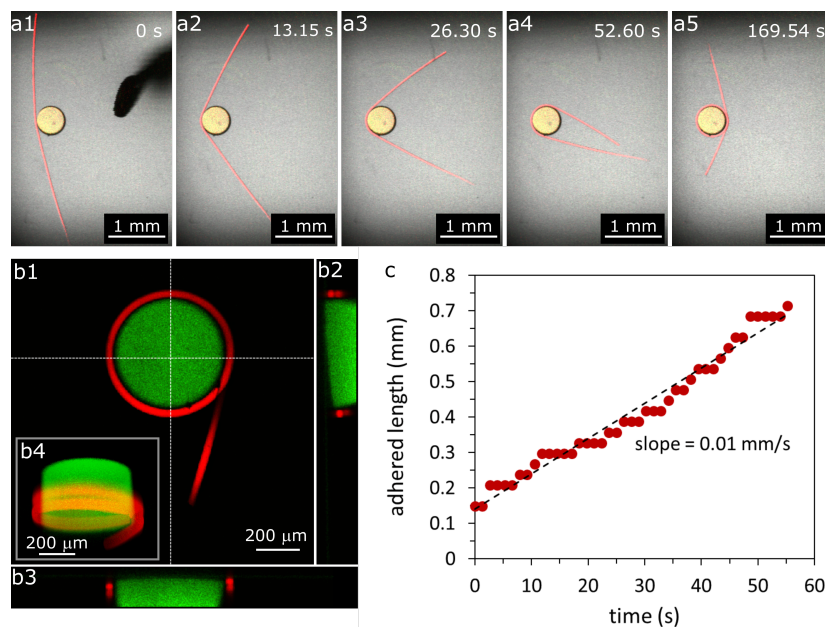 a1 0 s
a2 13.15 s
a3 26.30 s
a4 52.60 s
a5 169.54 s
1 mm
1 mm
1 mm
1 mm
1 mm
b1
b2
b4
200 μm
200 μm
b3
c
0.8
0.7
0.6
0.5
0.4
0.3
0.2
0.1
0
adhered length (mm)
slope = 0.01 mm/s
0 10 20 30 40 50 60
time (s)